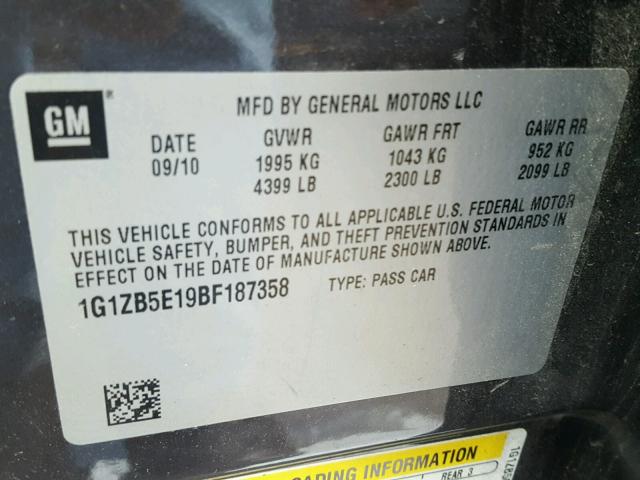 GM ®
MFD BY GENERAL MOTORS LLC
DATE GVWR GAWR FRT GAWR RR
09/10 1995 KG 1043 KG 952 KG
4399 LB 2300 LB 2099 LB
THIS VEHICLE CONFORMS TO ALL APPLICABLE U.S. FEDERAL MOTOR
VEHICLE SAFETY, BUMPER, AND THEFT PREVENTION STANDARDS IN
EFFECT ON THE DATE OF MANUFACTURE SHOWN ABOVE.
1G1ZB5E19BF187358 TYPE: PASS CAR
INFORMATION
REAR 3